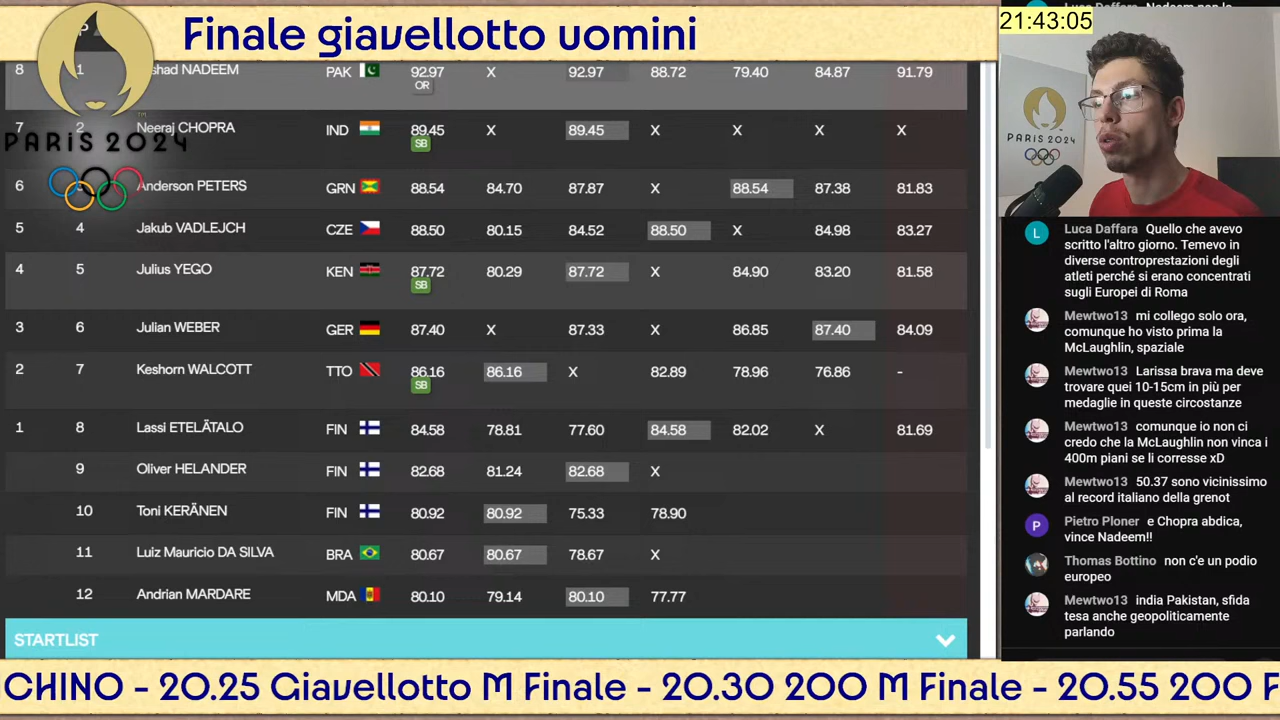 Finale giavellotto uomini
21:43:05
PARIS 2024
PARIS 2024
8 1 shad NADEEM PAK 92.97 X 92.97 88.72 79.40 84.87 91.79
OR
7 2 Neeraj CHOPRA IND 89.45 X 89.45 X X X X
SB
6 Anderson PETERS GRN 88.54 84.70 87.87 X 88.54 87.38 81.83
5 4 Jakub VADLEJCH CZE 88.50 80.15 84.52 88.50 X 84.98 83.27
4 5 Julius YEGO KEN 87.72 80.29 87.72 X 84.90 83.20 81.58
SB
3 6 Julian WEBER GER 87.40 X 87.33 X 86.85 87.40 84.09
2 7 Keshorn WALCOTT TTO 86.16 86.16 X 82.89 78.96 76.86 -
SB
1 8 Lassi ETELÄTALO FIN 84.58 78.81 77.60 84.58 82.02 X 81.69
9 Oliver HELANDER FIN 82.68 81.24 82.68 X
10 Toni KERÄNEN FIN 80.92 80.92 75.33 78.90
11 Luiz Mauricio DA SILVA BRA 80.67 80.67 78.67 X
12 Andrian MARDARE MDA 80.10 79.14 80.10 77.77
STARTLIST
L Luca Daffara Quello che avevo
scritto l'altro giorno. Temevo in
diverse controprestazioni degli
atleti perché si erano concentrati
sugli Europei di Roma
Mewtwo13 mi collego solo ora,
comunque ho visto prima la
McLaughlin, spaziale
Mewtwo13 Larissa brava ma deve
trovare quei 10-15cm in più per
medaglie in queste circostanze
Mewtwo13 comunque io non ci
credo che la McLaughlin non vinca i
400m piani se li corresse xD
Mewtwo13 50.37 sono vicinissimo
al record italiano della grenot
P Pietro Ploner e Chopra abdica,
vince Nadeem!!
Thomas Bottino non c'e un podio
europeo
Mewtwo13 india Pakistan, sfida
tesa anche geopoliticamente
parlando
CHINO - 20.25 Giavellotto M Finale - 20.30 200 M Finale - 20.55 200 F